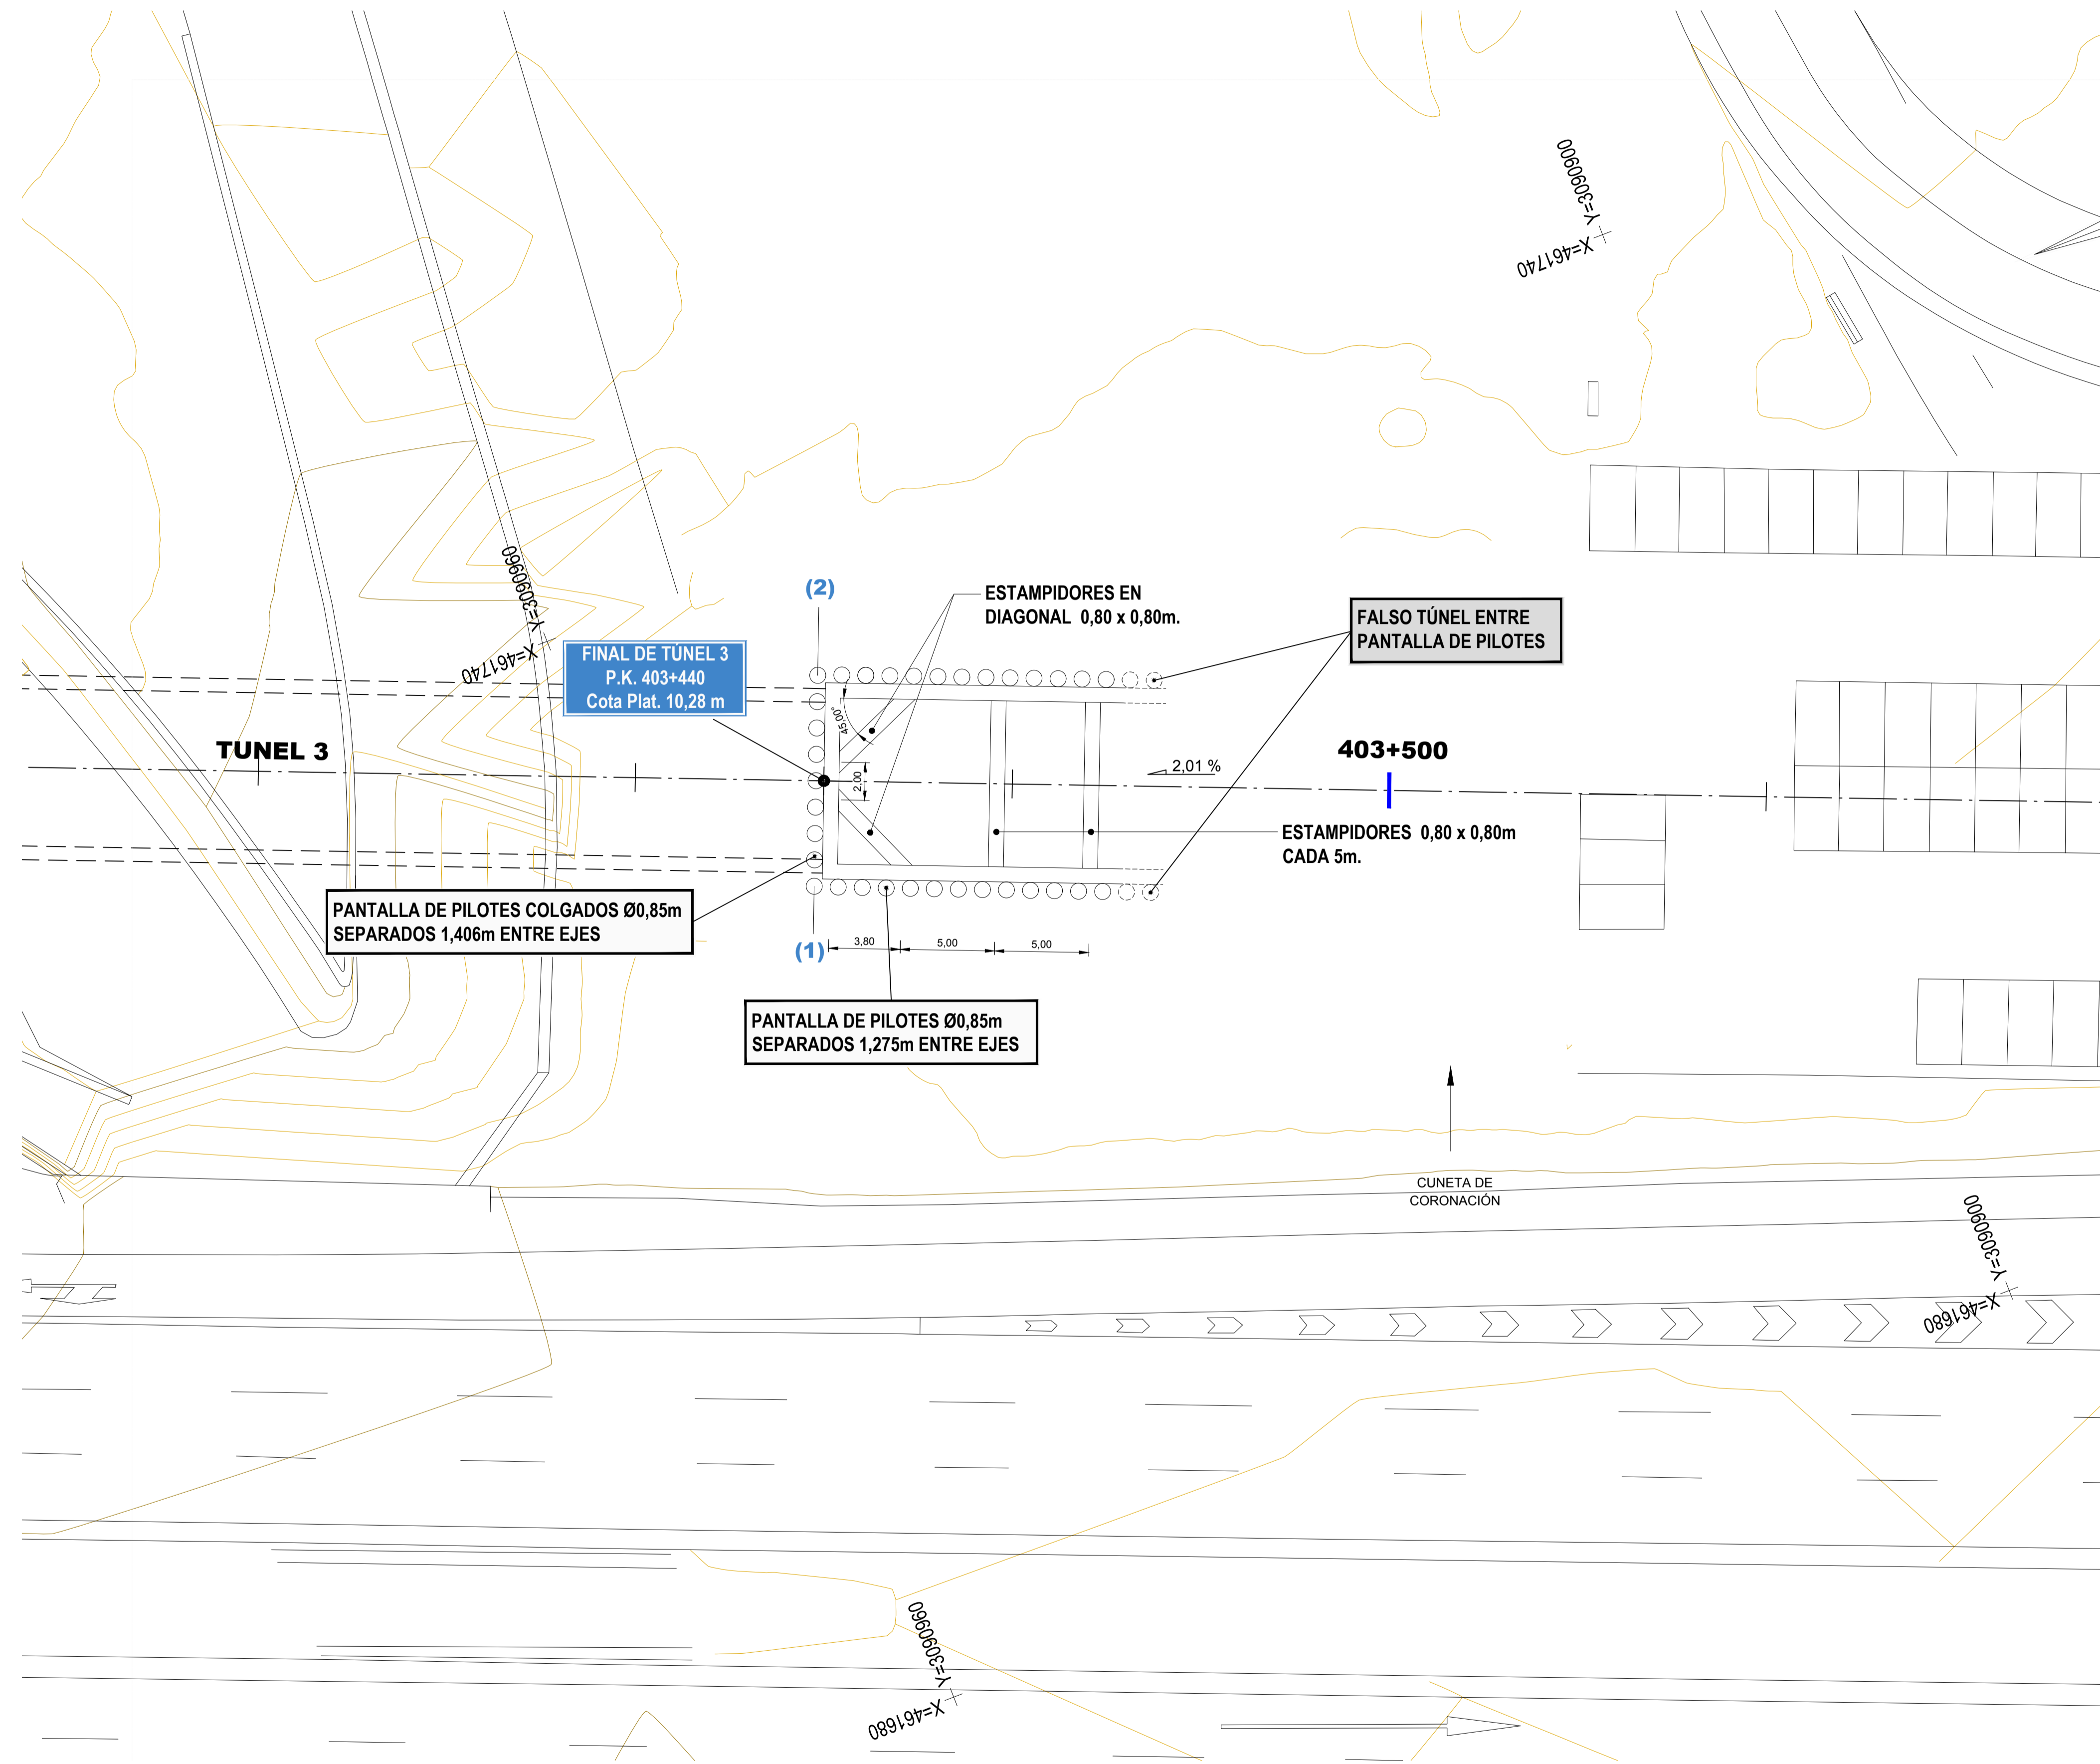 Y=3090900
X=461740
Y=3090960
X=461740
(2)
ESTAMPIDORES EN
DIAGONAL 0,80 x 0,80m.
FALSO TÚNEL ENTRE
PANTALLA DE PILOTES
FINAL DE TÚNEL 3
P.K. 403+440
Cota Plat. 10,28 m
45.00°
TUNEL 3
2,00
2,01 %
403+500
ESTAMPIDORES 0,80 x 0,80m
CADA 5m.
PANTALLA DE PILOTES COLGADOS Ø0,85m
SEPARADOS 1,406m ENTRE EJES
(1)
3,80
5,00
5,00
PANTALLA DE PILOTES Ø0,85m
SEPARADOS 1,275m ENTRE EJES
CUNETA DE
CORONACIÓN
Y=3090900
X=461680
Y=3090960
X=461680